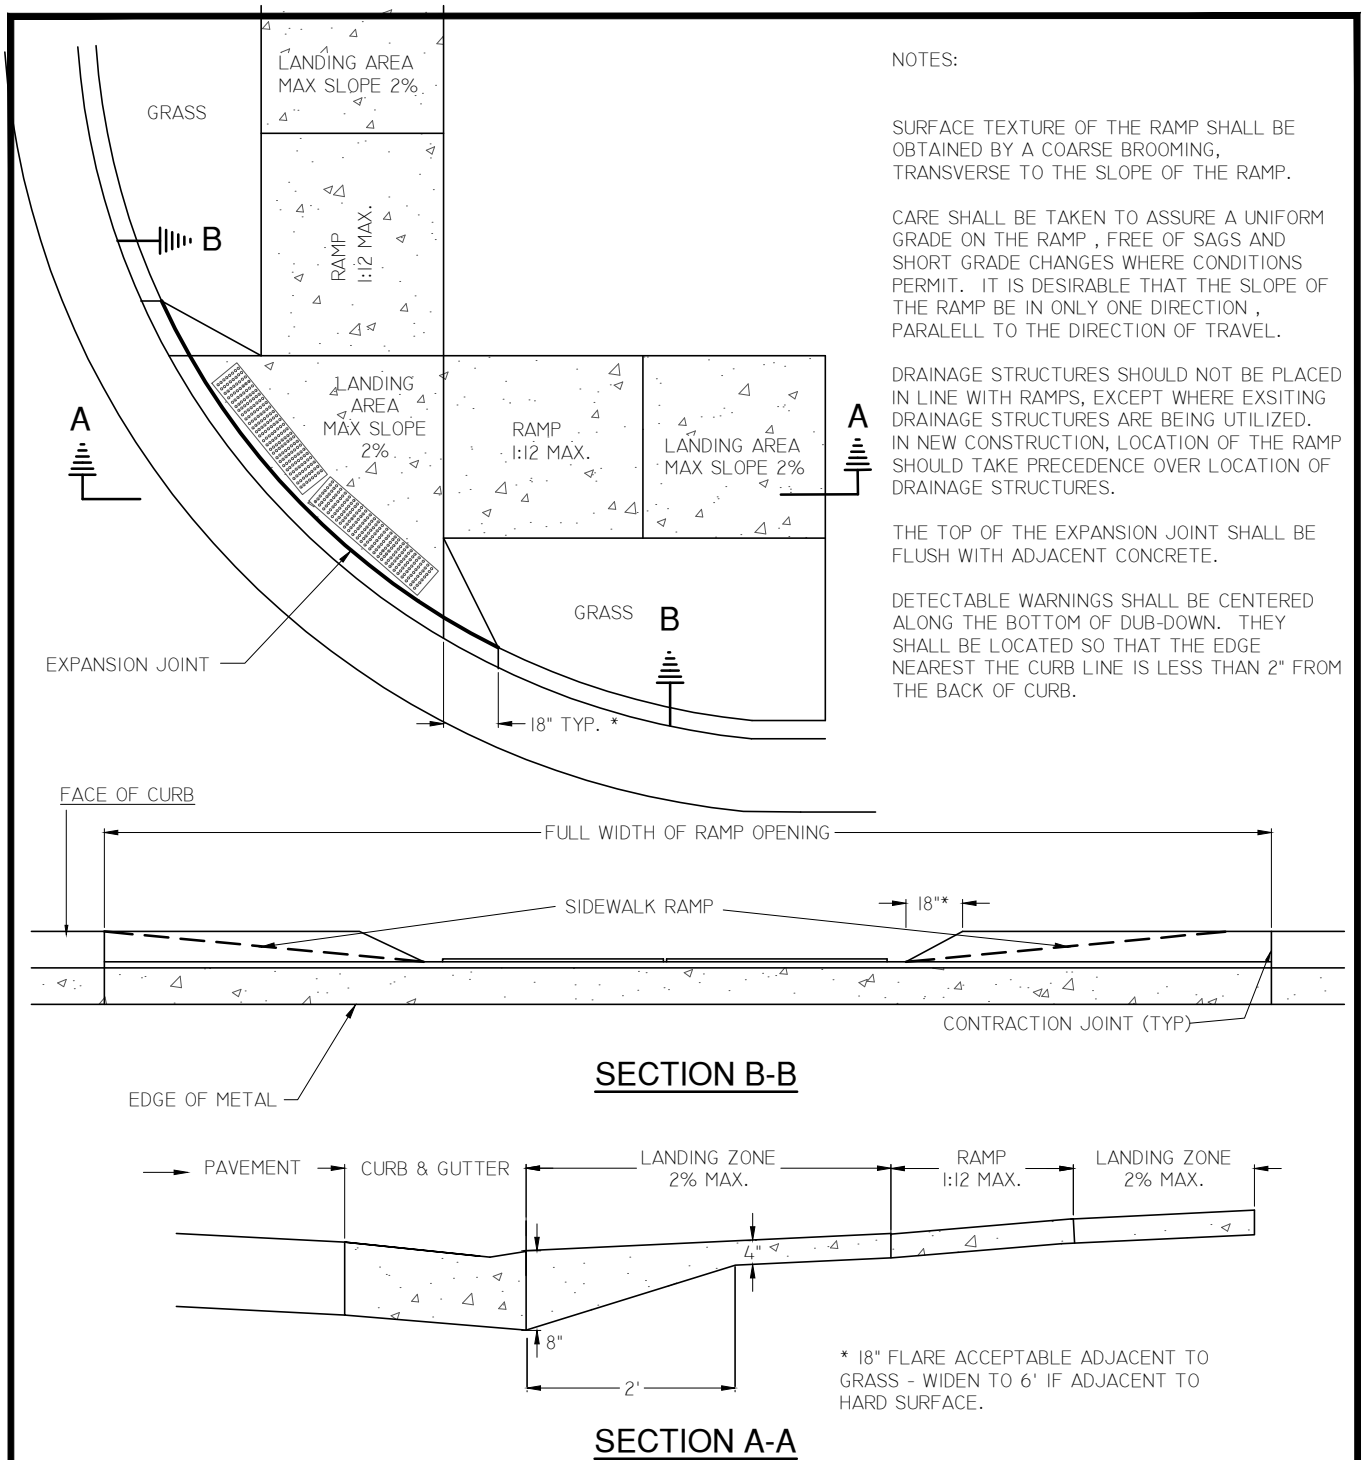 LANDING AREA
MAX SLOPE 2%
GRASS
RAMP
1:12 MAX.
B
A
LANDING
AREA
MAX SLOPE
2%
RAMP
1:12 MAX.
LANDING AREA
MAX SLOPE 2%
A
GRASS
B
EXPANSION JOINT
18" TYP. *
NOTES:
SURFACE TEXTURE OF THE RAMP SHALL BE
OBTAINED BY A COARSE BROOMING,
TRANSVERSE TO THE SLOPE OF THE RAMP.
CARE SHALL BE TAKEN TO ASSURE A UNIFORM
GRADE ON THE RAMP , FREE OF SAGS AND
SHORT GRADE CHANGES WHERE CONDITIONS
PERMIT. IT IS DESIRABLE THAT THE SLOPE OF
THE RAMP BE IN ONLY ONE DIRECTION ,
PARALELL TO THE DIRECTION OF TRAVEL.
DRAINAGE STRUCTURES SHOULD NOT BE PLACED
IN LINE WITH RAMPS, EXCEPT WHERE EXSITING
DRAINAGE STRUCTURES ARE BEING UTILIZED.
IN NEW CONSTRUCTION, LOCATION OF THE RAMP
SHOULD TAKE PRECEDENCE OVER LOCATION OF
DRAINAGE STRUCTURES.
THE TOP OF THE EXPANSION JOINT SHALL BE
FLUSH WITH ADJACENT CONCRETE.
DETECTABLE WARNINGS SHALL BE CENTERED
ALONG THE BOTTOM OF DUB-DOWN. THEY
SHALL BE LOCATED SO THAT THE EDGE
NEAREST THE CURB LINE IS LESS THAN 2" FROM
THE BACK OF CURB.
FACE OF CURB
FULL WIDTH OF RAMP OPENING
SIDEWALK RAMP
18"*
CONTRACTION JOINT (TYP)
EDGE OF METAL
SECTION B-B
PAVEMENT
CURB & GUTTER
LANDING ZONE
2% MAX.
RAMP
1:12 MAX.
LANDING ZONE
2% MAX.
4"
8"
2'
* 18" FLARE ACCEPTABLE ADJACENT TO
GRASS - WIDEN TO 6' IF ADJACENT TO
HARD SURFACE.
SECTION A-A